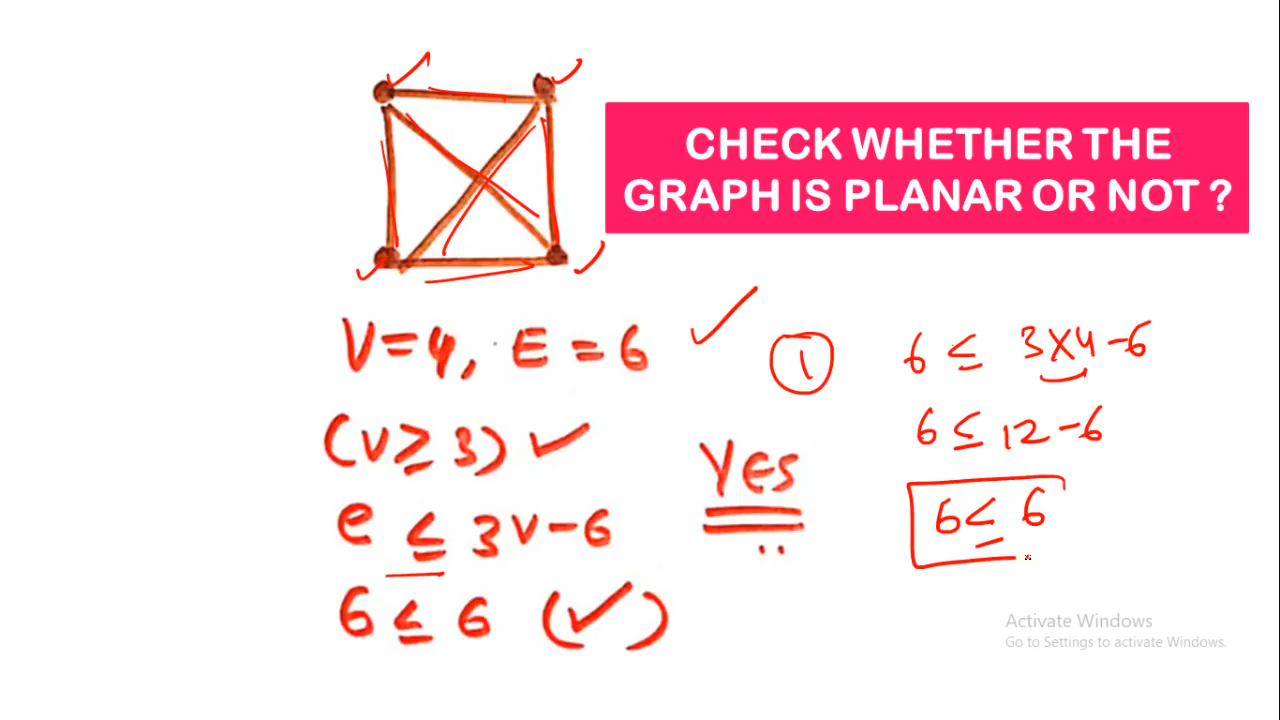 CHECK WHETHER THE
GRAPH IS PLANAR OR NOT ?
V=4, E=6
(V≥3) ✓
e ≤ 3V-6
6 ≤ 6 (✓)
YES
1
6 ≤ 3X4-6
6 ≤ 12-6
6 ≤ 6
Activate Windows
Go to Settings to activate Windows.